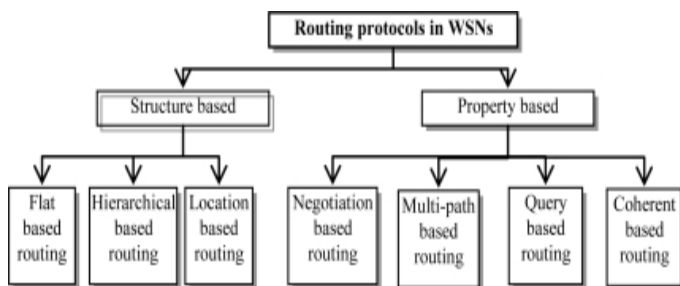 Routing protocols in WSNs
Structure based
Property based
Flat
based
routing
Hierarchical
based
routing
Location
based
routing
Negotiation
based
routing
Multi-path
based
routing
Query
based
routing
Coherent
based
routing